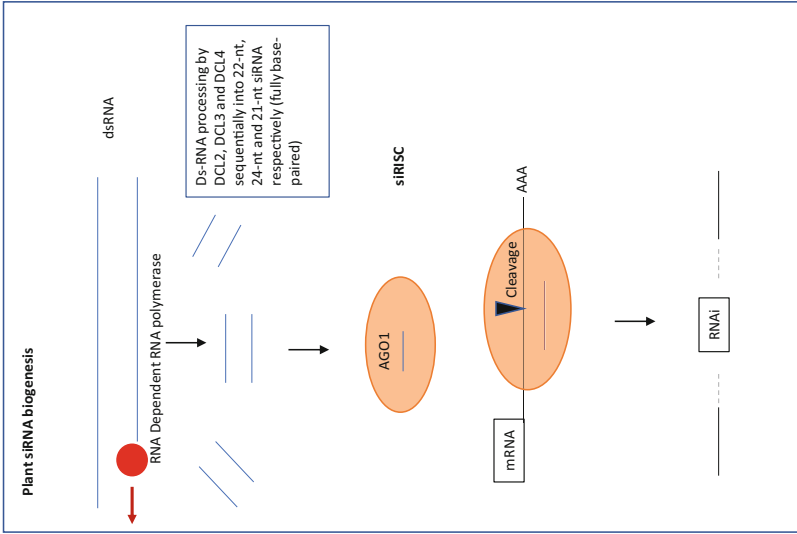 Plant siRNA biogenesis
dsRNA
RNA Dependent RNA polymerase
Ds-RNA processing by
DCL2, DCL3 and DCL4
sequentially into 22-nt,
24-nt and 21-nt siRNA
respectively (fully base-
paired)
AGO1
siRISC
mRNA
Cleavage
AAA
RNAi